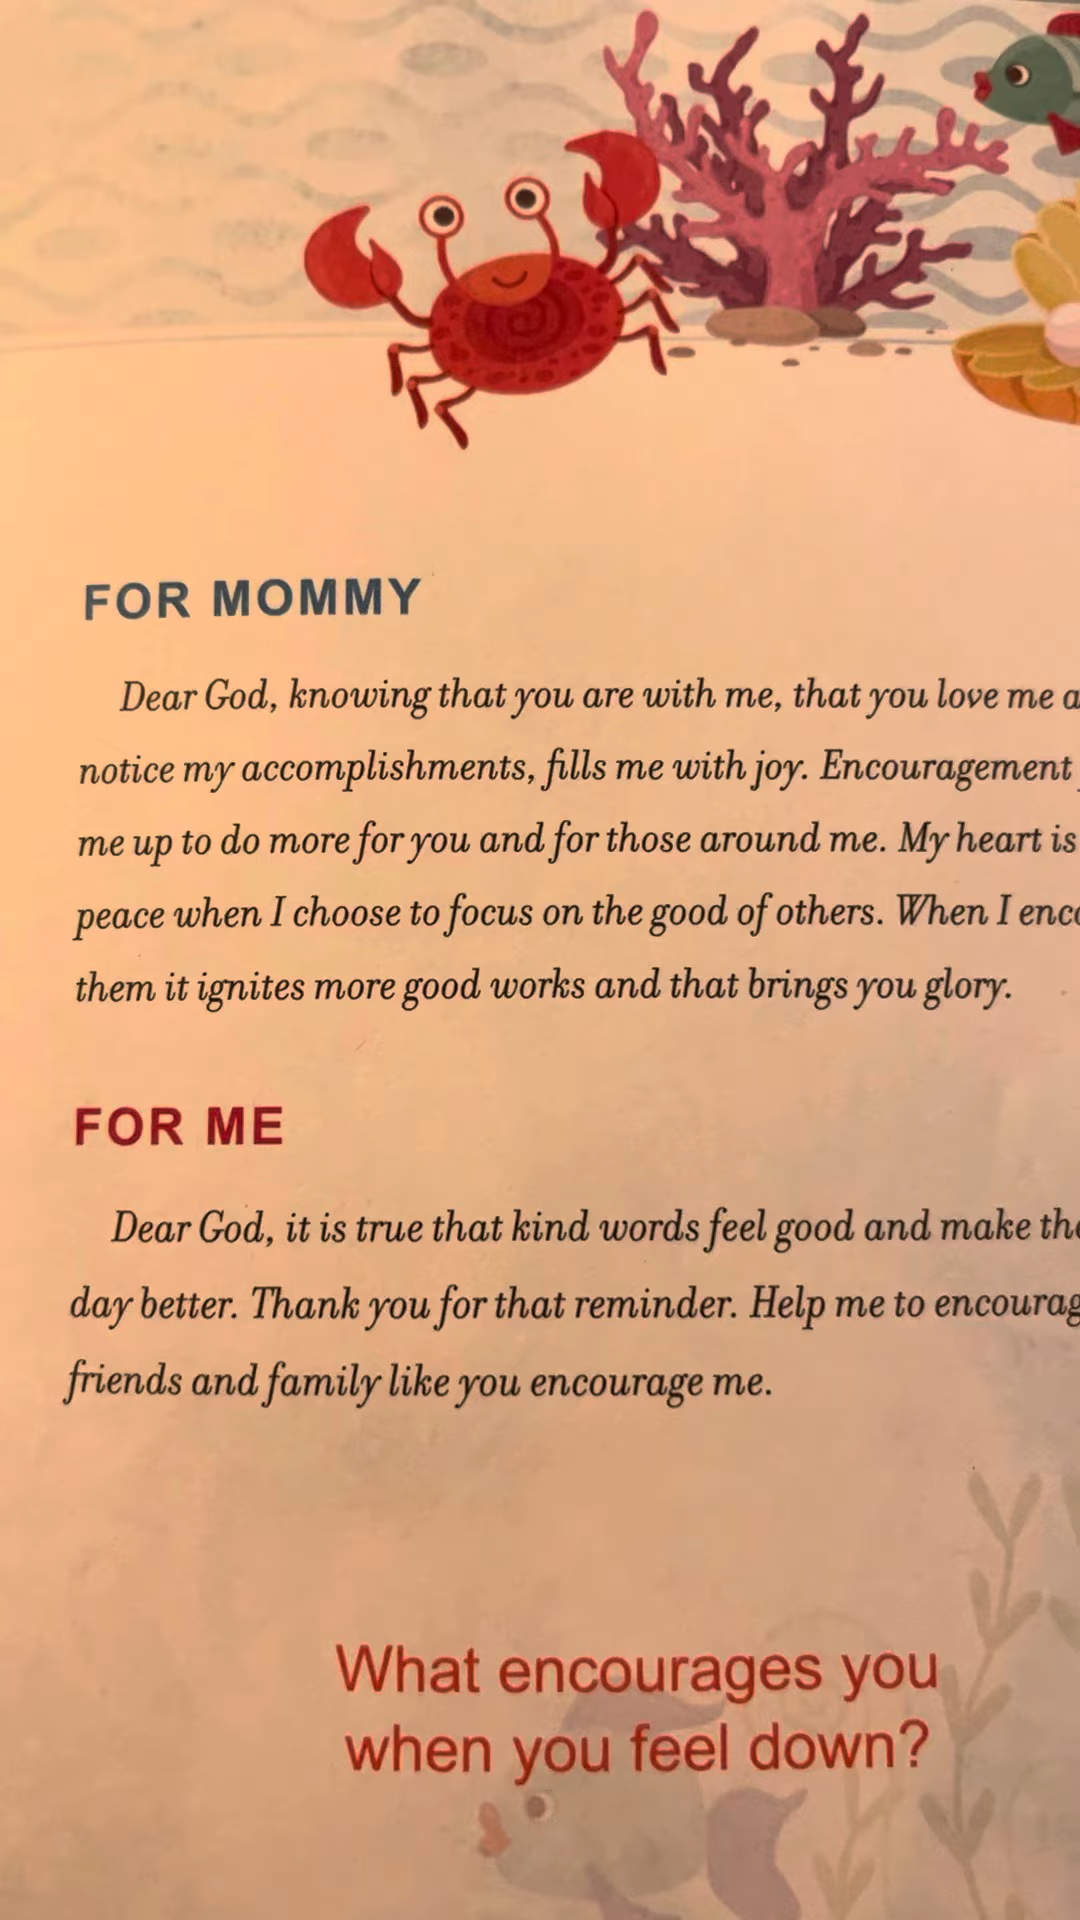 FOR MOMMY
Dear God, knowing that you are with me, that you love me
notice my accomplishments, fills me with joy. Encouragement
me up to do more for you and for those around me. My heart is
peace when I choose to focus on the good of others. When I
them it ignites more good works and that brings you glory.
FOR ME
Dear God, it is true that kind words feel good and make
day better. Thank you for that reminder. Help me to
friends and family like you encourage me.
What encourages you
when you feel down?